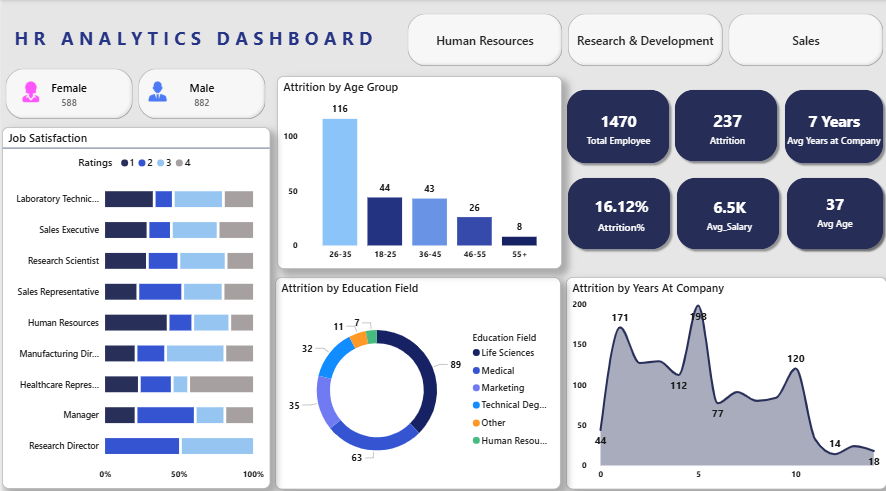 HR ANALYTICS DASHBOARD
Human Resources
Research & Development
Sales
Female
588
Male
882
Job Satisfaction
Ratings 1 2 3 4
Laboratory Technic...
Sales Executive
Research Scientist
Sales Representative
Human Resources
Manufacturing Dir...
Healthcare Repres...
Manager
Research Director
0% 50% 100%
Attrition by Age Group
116
100
44
43
50
26
8
0
26-35 18-25 36-45 46-55 55+
1470
Total Employee
237
Attrition
7 Years
Avg Years at Company
16.12%
Attrition%
6.5K
Avg_Salary
37
Avg Age
Attrition by Education Field
7
11
32
89
35
63
Education Field
Life Sciences
Medical
Marketing
Technical Deg...
Other
Human Resou...
Attrition by Years At Company
200
171
198
150
120
100
112
77
50
44
14
18
0
0 5 10